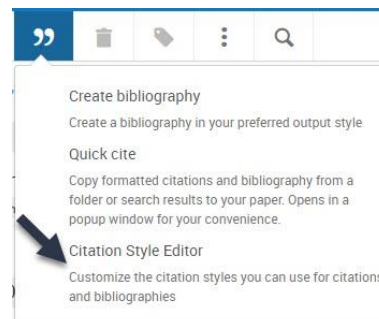 Create bibliography
Create a bibliography in your preferred output style
Quick cite
Copy formatted citations and bibliography from a
folder or search results to your paper. Opens in a
popup window for your convenience.
Citation Style Editor
Customize the citation styles you can use for citations
and bibliographies